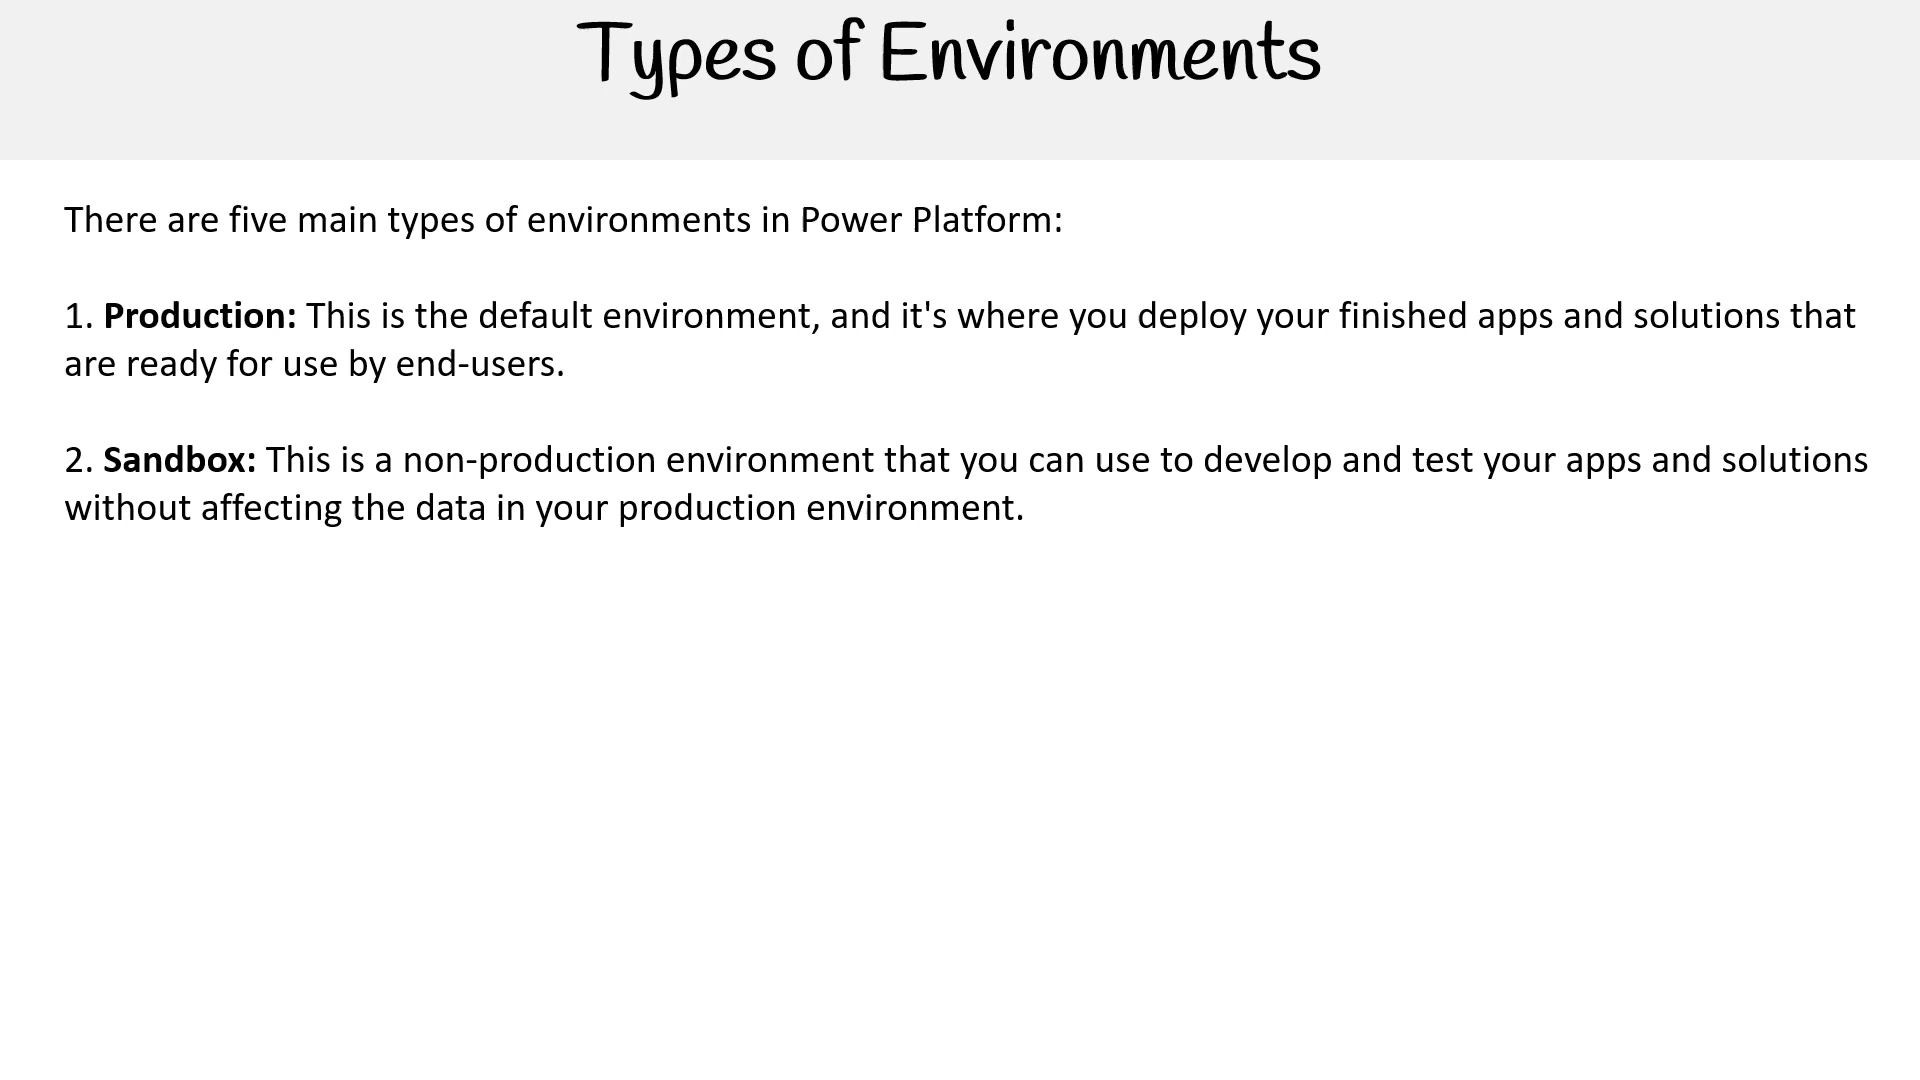 Types of Environments
There are five main types of environments in Power Platform:
1. Production: This is the default environment, and it's where you deploy your finished apps and solutions that
are ready for use by end-users.
2. Sandbox: This is a non-production environment that you can use to develop and test your apps and solutions
without affecting the data in your production environment.